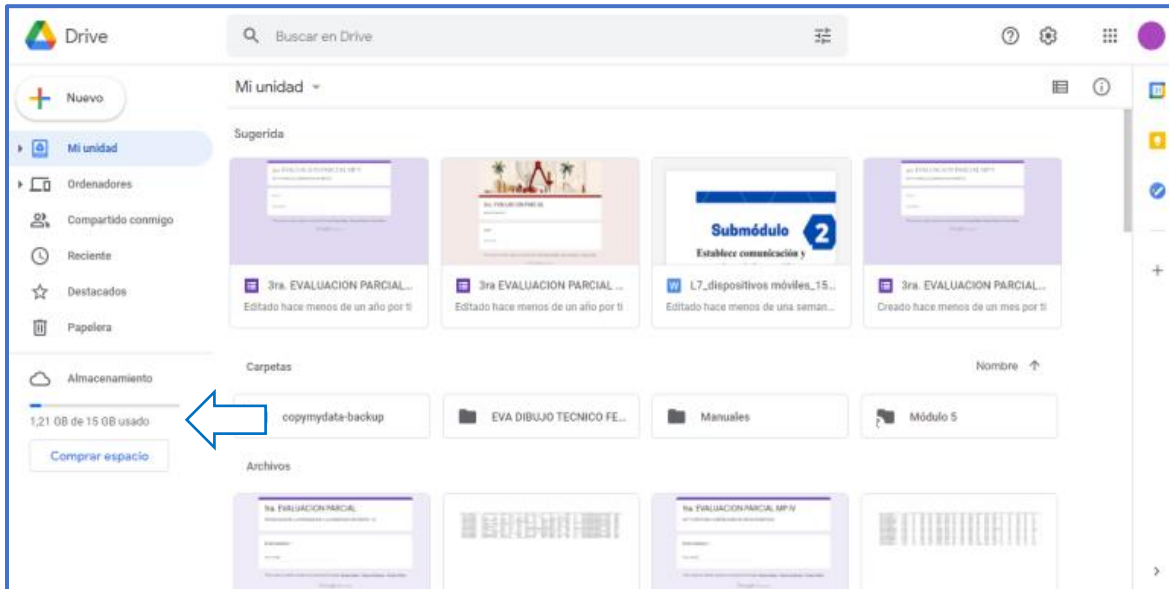 Drive
Buscar en Drive
Nuevo
Mi unidad
Ordenadores
Compartido conmigo
Reciente
Destacados
Papelera
Almacenamiento
1,21 GB de 15 GB usado
Comprar espacio
Mi unidad
Sugerida
Submódulo 2
Establece comunicación y
3ra. EVALUACION PARCIAL...
Editado hace menos de un año por ti
3ra EVALUACION PARCIAL ...
Editado hace menos de un año por ti
L7_dispositivos móviles_15...
Editado hace menos de una seman...
3ra. EVALUACION PARCIAL...
Creado hace menos de un mes por ti
Carpetas
Nombre
copymydata-backup
EVA DIBUJO TECNICO FE...
Manuales
Módulo 5
Archivos
1ra. EVALUACION PARCIAL
1ra. EVALUACION PARCIAL MP IV